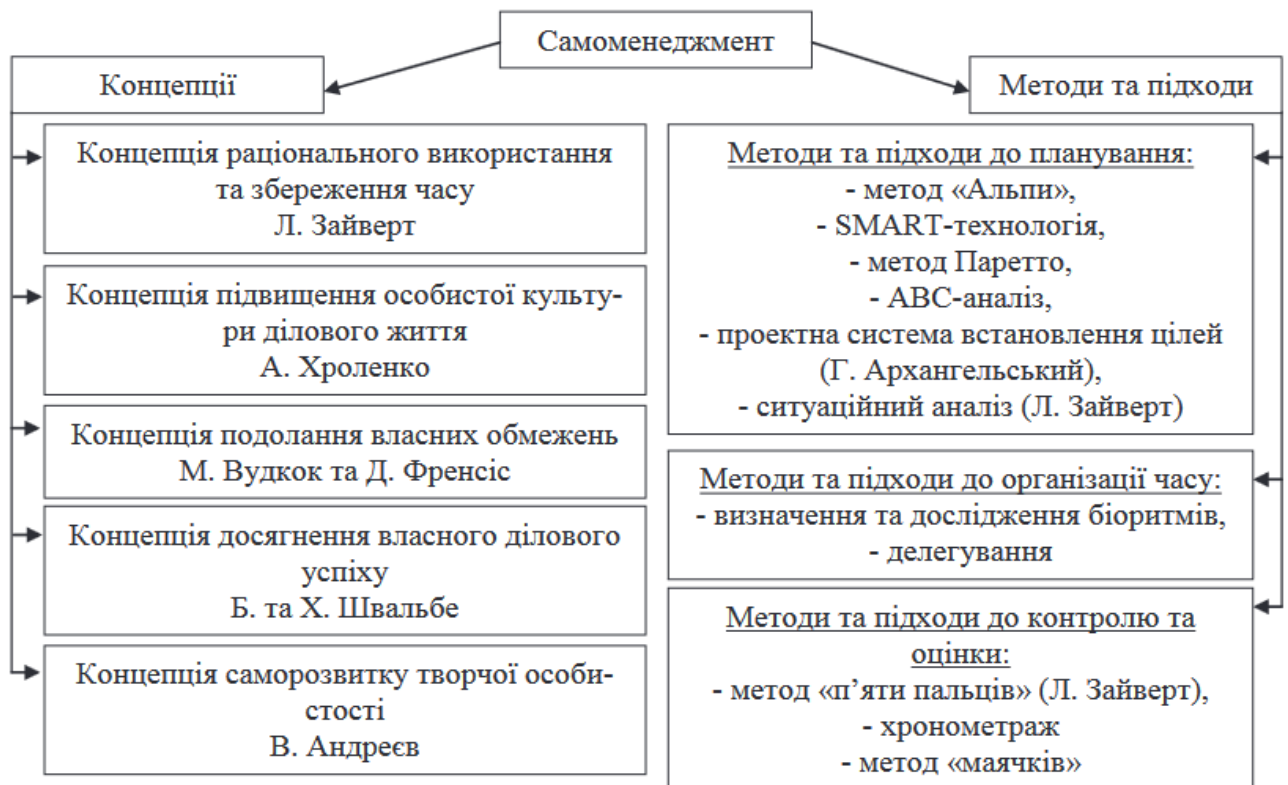 Самоменеджмент
Концепції
Концепція раціонального використання
та збереження часу
Л. Зайверт
Концепція підвищення особистої культу-
ри ділового життя
А. Хроленко
Концепція подолання власних обмежень
М. Вудкок та Д. Френсіс
Концепція досягнення власного ділового
успіху
Б. та Х. Швальбе
Концепція саморозвитку творчої особи-
стості
В. Андреєв
Методи та підходи
Методи та підходи до планування:
- метод «Альпи»,
- SMART-технологія,
- метод Паретто,
- АВС-аналіз,
- проектна система встановлення цілей
(Г. Архангельський),
- ситуаційний аналіз (Л. Зайверт)
Методи та підходи до організації часу:
- визначення та дослідження біоритмів,
- делегування
Методи та підходи до контролю та
оцінки:
- метод «п’яти пальців» (Л. Зайверт),
- хронометраж
- метод «маячків»